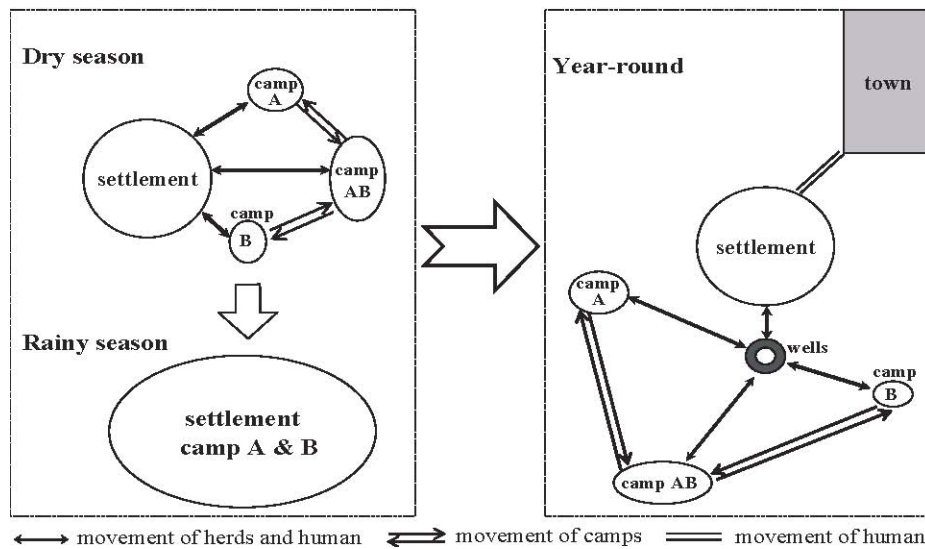 Dry season
camp
A
settlement
camp
AB
camp
B
Rainy season
settlement
camp A & B
Year-round
town
settlement
camp
A
wells
camp
B
camp AB
movement of herds and human
movement of camps
movement of human